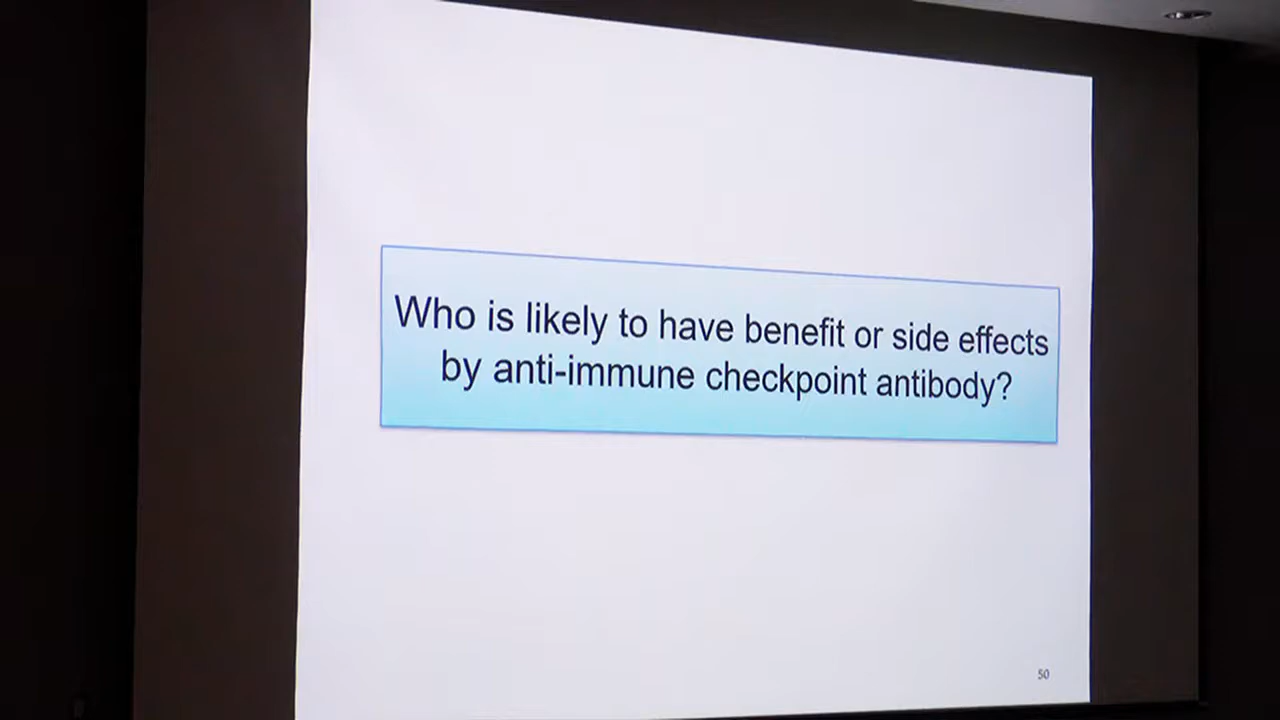 Who is likely to have benefit or side effects
by anti-immune checkpoint antibody?
50